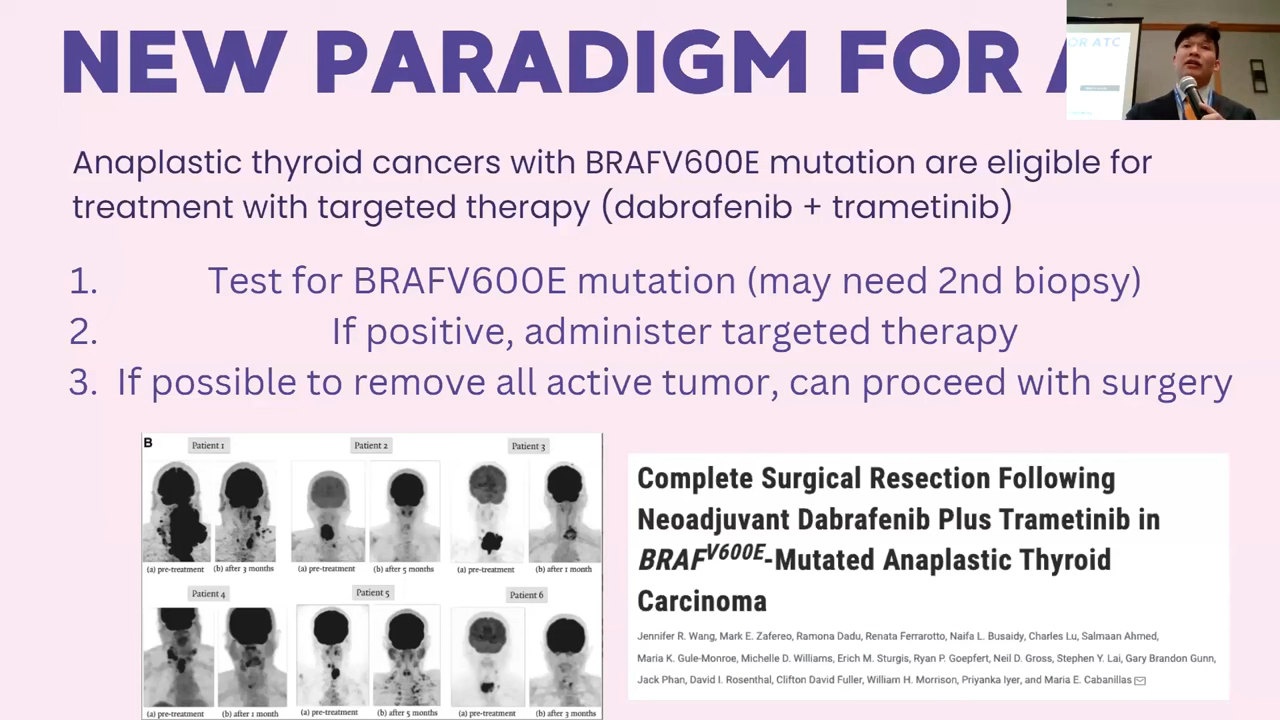 NEW PARADIGM FOR
OR ATC
Anaplastic thyroid cancers with BRAFV600E mutation are eligible for
treatment with targeted therapy (dabrafenib + trametinib)
1. Test for BRAFV600E mutation (may need 2nd biopsy)
2. If positive, administer targeted therapy
3. If possible to remove all active tumor, can proceed with surgery
B
Patient 1
Patient 2
Patient 3
(a) pre-treatment
(b) after 3 months
(a) pre-treatment
(b) after 5 months
(a) pre-treatment
(b) after 1 month
Patient 4
Patient 5
Patient 6
(a) pre-treatment
(b) after 1 month
(a) pre-treatment
(b) after 5 months
(a) pre-treatment
(b) after 3 months
Complete Surgical Resection Following
Neoadjuvant Dabrafenib Plus Trametinib in
BRAFV600E-Mutated Anaplastic Thyroid
Carcinoma
Jennifer R. Wang, Mark E. Zafereo, Ramona Dadu, Renata Ferrarotto, Naifa L. Busaidy, Charles Lu, Salmaan Ahmed,
Maria K. Gule-Monroe, Michelle D. Williams, Erich M. Sturgis, Ryan P. Goepfert, Neil D. Gross, Stephen Y. Lai, Gary Brandon Gunn,
Jack Phan, David I. Rosenthal, Clifton David Fuller, William H. Morrison, Priyanka Iyer, and Maria E. Cabanillas